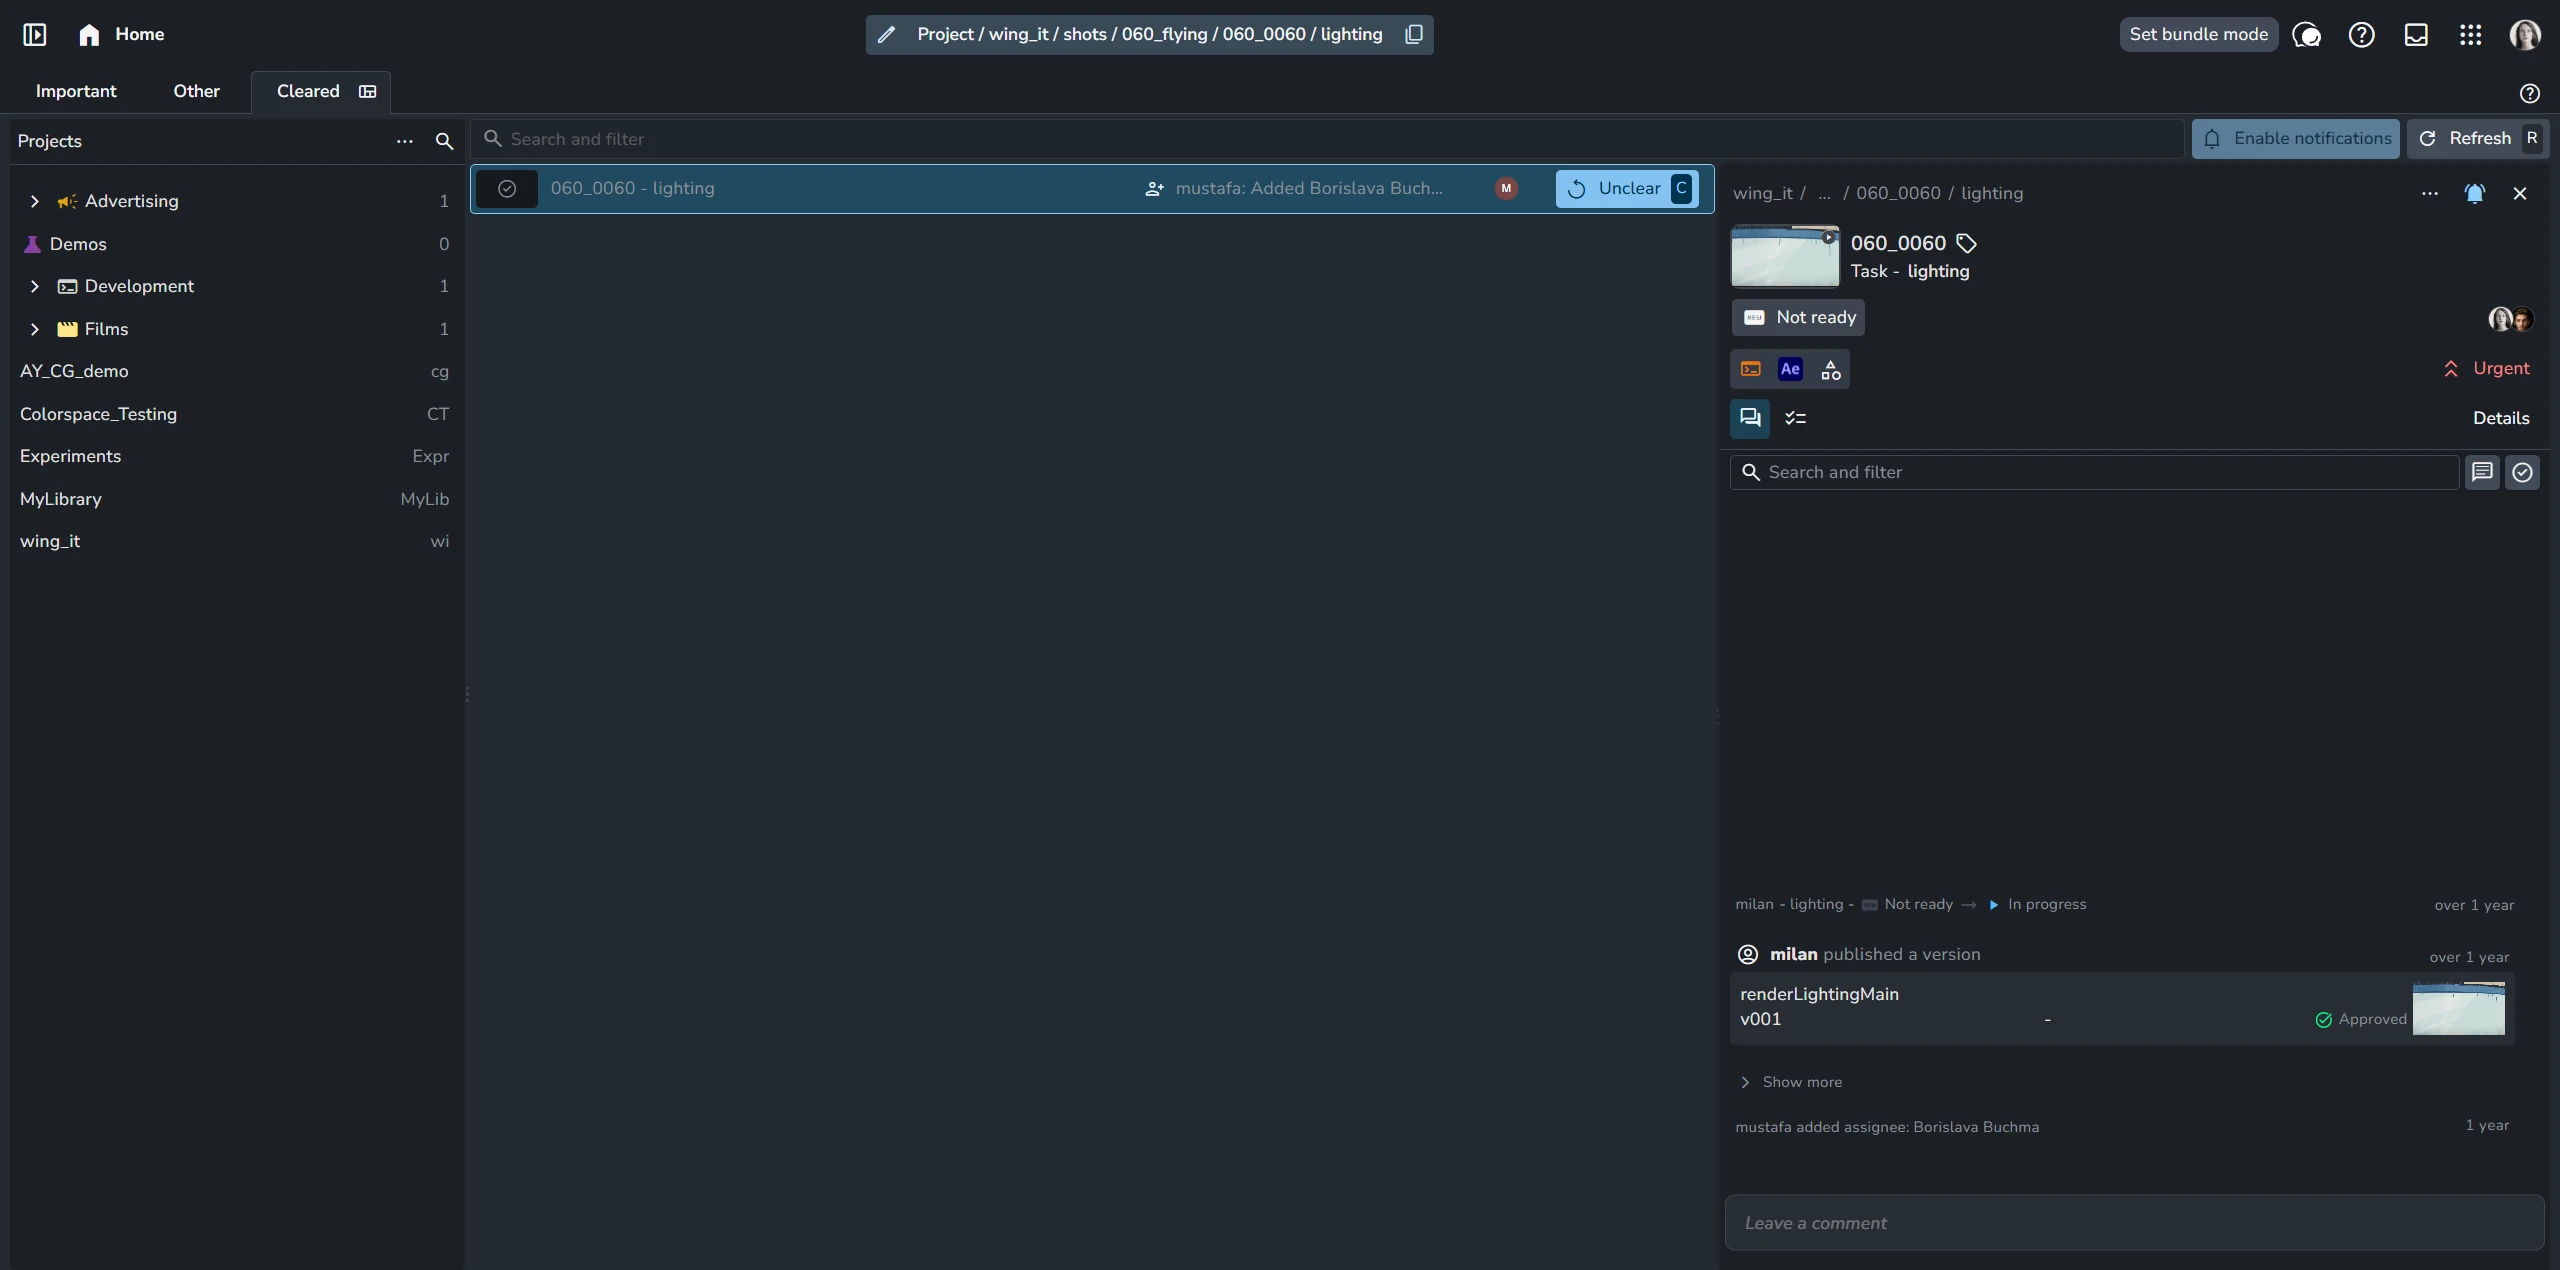 Home
Project / wing_it / shots / 060_flying / 060_0060 / lighting
Set bundle mode
Important
Other
Cleared
Projects
Search and filter
Enable notifications
Refresh R
Advertising 1
Demos 0
Development 1
Films 1
AY_CG_demo cg
Colorspace_Testing CT
Experiments Expr
MyLibrary MyLib
wing_it wi
060_0060 - lighting
mustafa: Added Borislava Buch...
M
Unclear C
wing_it / ... / 060_0060 / lighting
060_0060
Task - lighting
NEW Not ready
Ae
Urgent
Details
Search and filter
milan - lighting - Not ready → In progress
over 1 year
milan published a version
over 1 year
renderLightingMain
v001 - Approved
Show more
mustafa added assignee: Borislava Buchma
1 year
Leave a comment